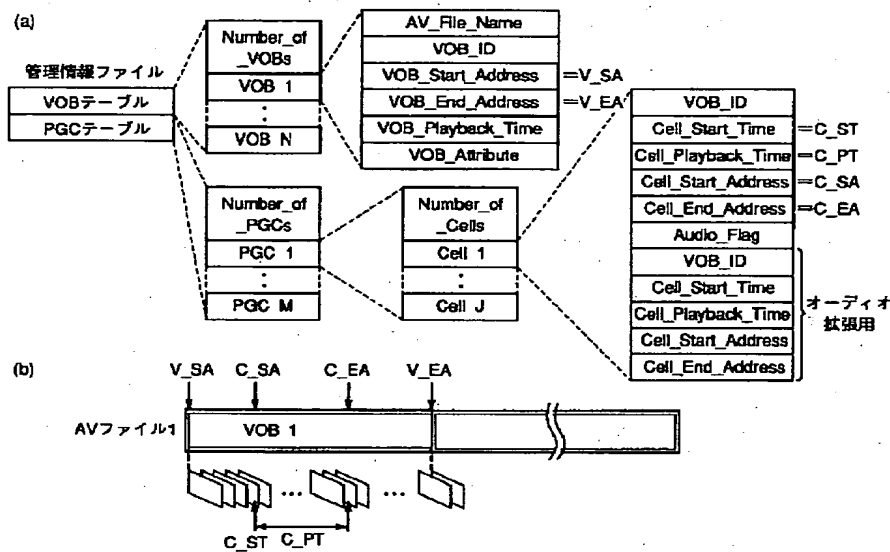 (a)
管理情報ファイル
VOBテーブル
PGCテーブル
Number_of
_VOBs
VOB 1
:
VOB N
AV_File_Name
VOB_ID
VOB_Start_Address =V_SA
VOB_End_Address =V_EA
VOB_Playback_Time
VOB_Attribute
Number_of
_PGCs
PGC 1
:
PGC M
Number_of
_Cells
Cell 1
:
Cell J
VOB_ID
Cell_Start_Time =C_ST
Cell_Playback_Time =C_PT
Cell_Start_Address =C_SA
Cell_End_Address =C_EA
Audio_Flag
VOB_ID
Cell_Start_Time
Cell_Playback_Time
Cell_Start_Address
Cell_End_Address
オーディオ
拡張用
(b)
V_SA C_SA C_EA V_EA
AVファイル1 VOB 1
... ...
C_ST C_PT